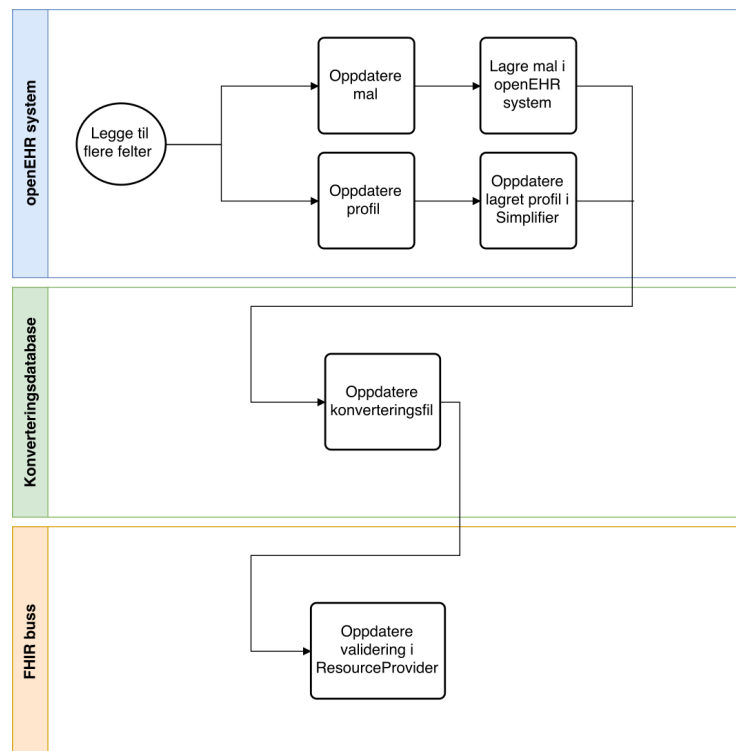 openEHR system
Legge til
flere felter
Oppdatere
mal
Lagre mal i
openEHR
system
Oppdatere
profil
Oppdatere
lagret profil i
Simplifier
Konverteringsdatabase
Oppdatere
konverteringsfil
FHIR buss
Oppdatere
validering i
ResourceProvider